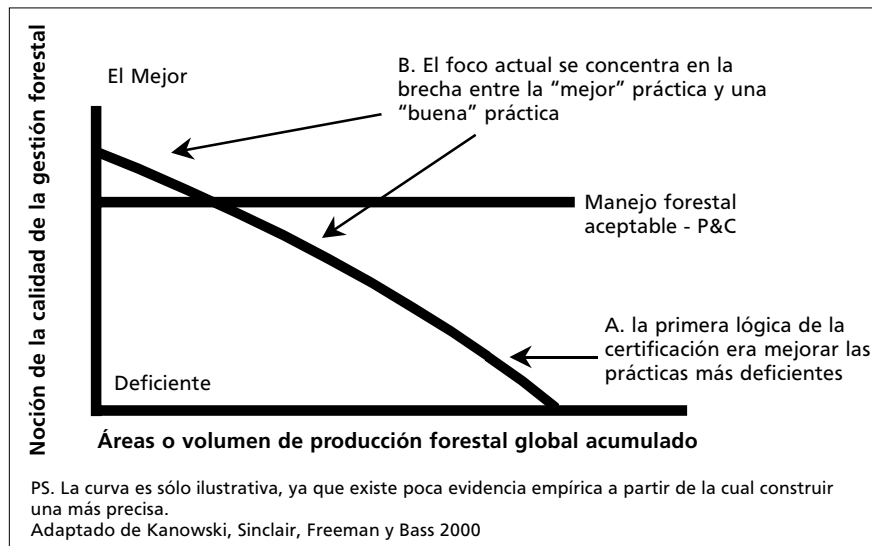 Noción de la calidad de la gestión forestal
El Mejor
B. El foco actual se concentra en la
brecha entre la “mejor” práctica y una
“buena” práctica
Manejo forestal
aceptable - P&C
A. la primera lógica de la
certificación era mejorar las
prácticas más deficientes
Deficiente
Áreas o volumen de producción forestal global acumulado
PS. La curva es sólo ilustrativa, ya que existe poca evidencia empírica a partir de la cual construir
una más precisa.
Adaptado de Kanowski, Sinclair, Freeman y Bass 2000